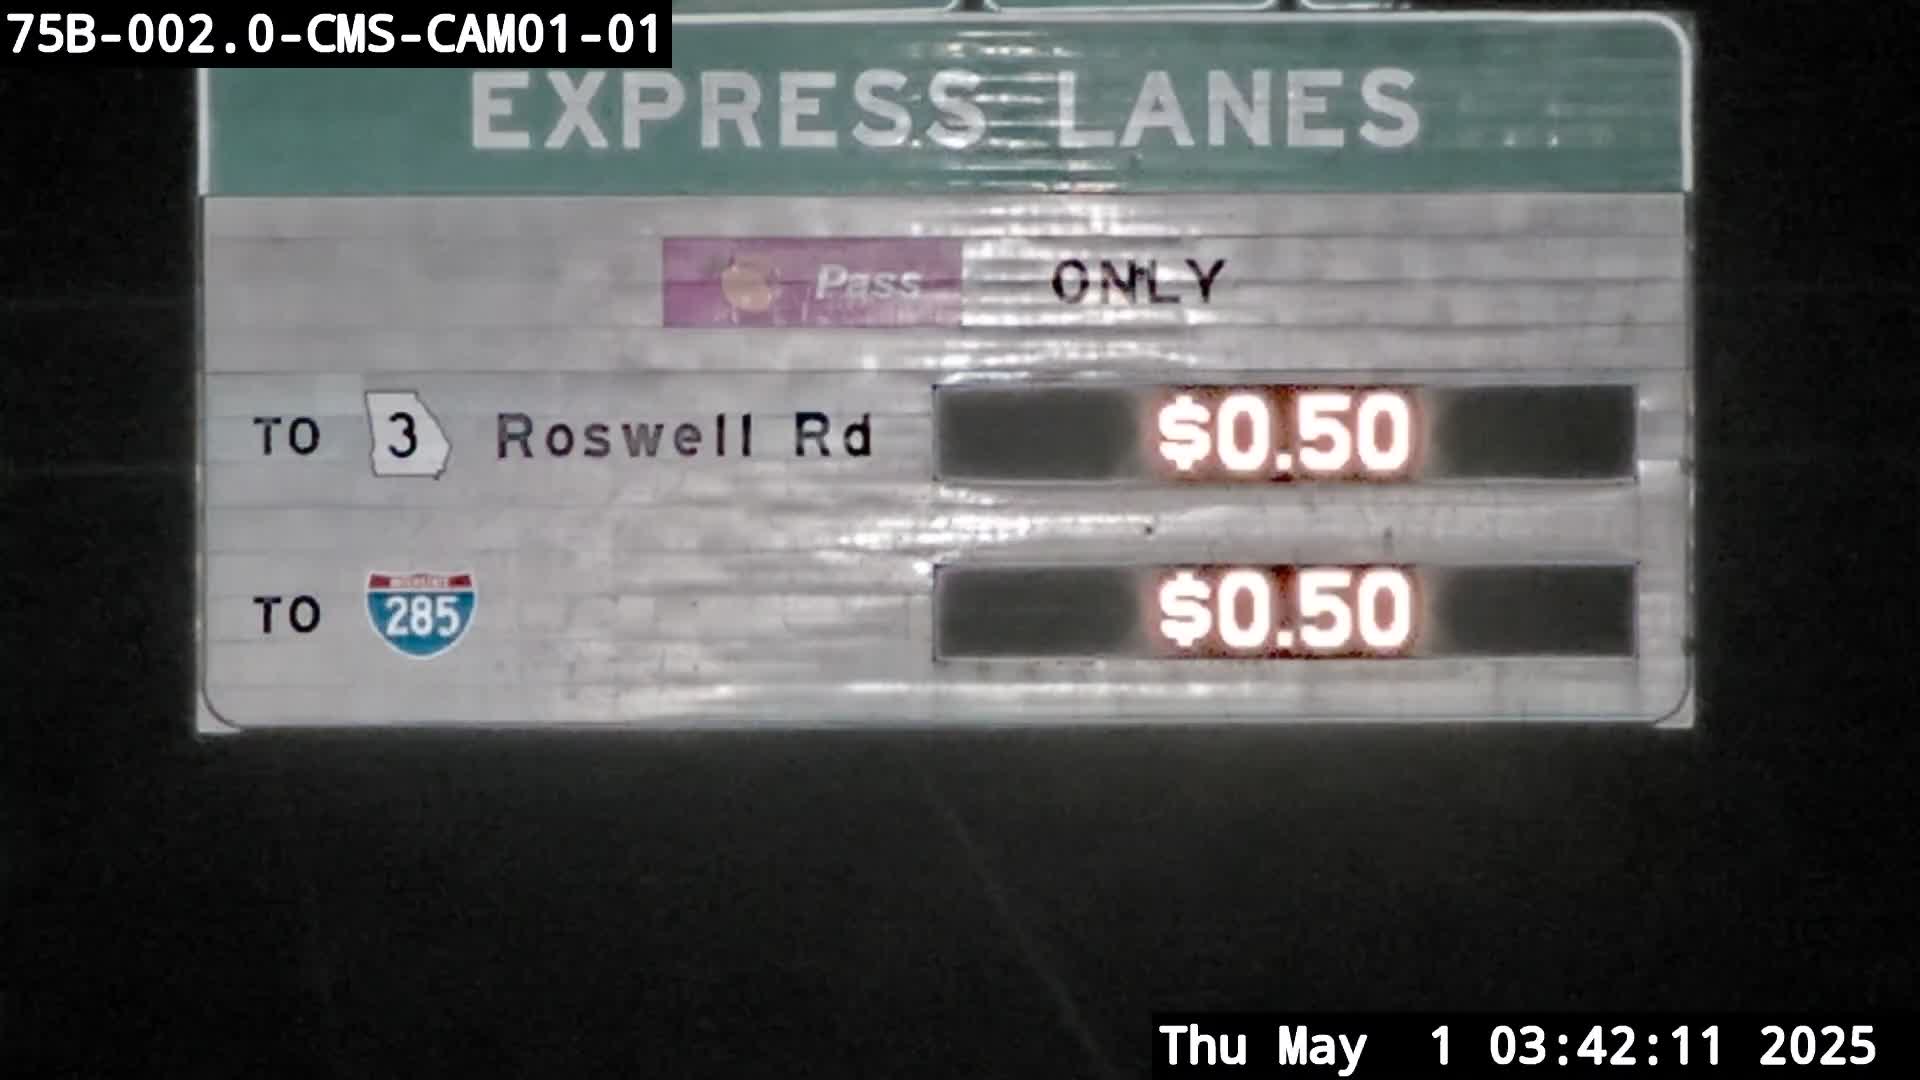 75B-002.0-CMS-CAM01-01
EXPRESS LANES
Pass ONLY
TO 3 Roswell Rd $0.50
INTERSTATE
TO 285 $0.50
Thu May 1 03:42:11 2025